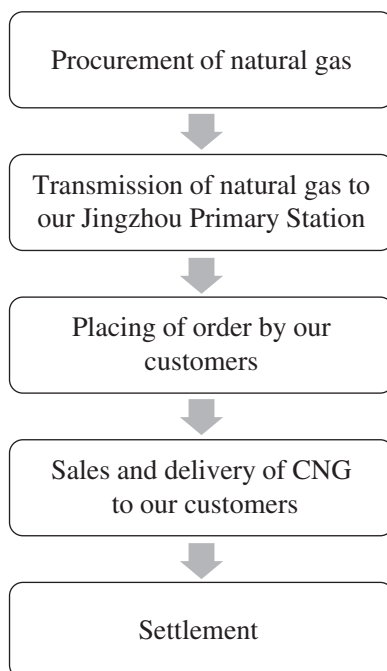 Procurement of natural gas
Transmission of natural gas to
our Jingzhou Primary Station
Placing of order by our
customers
Sales and delivery of CNG
to our customers
Settlement